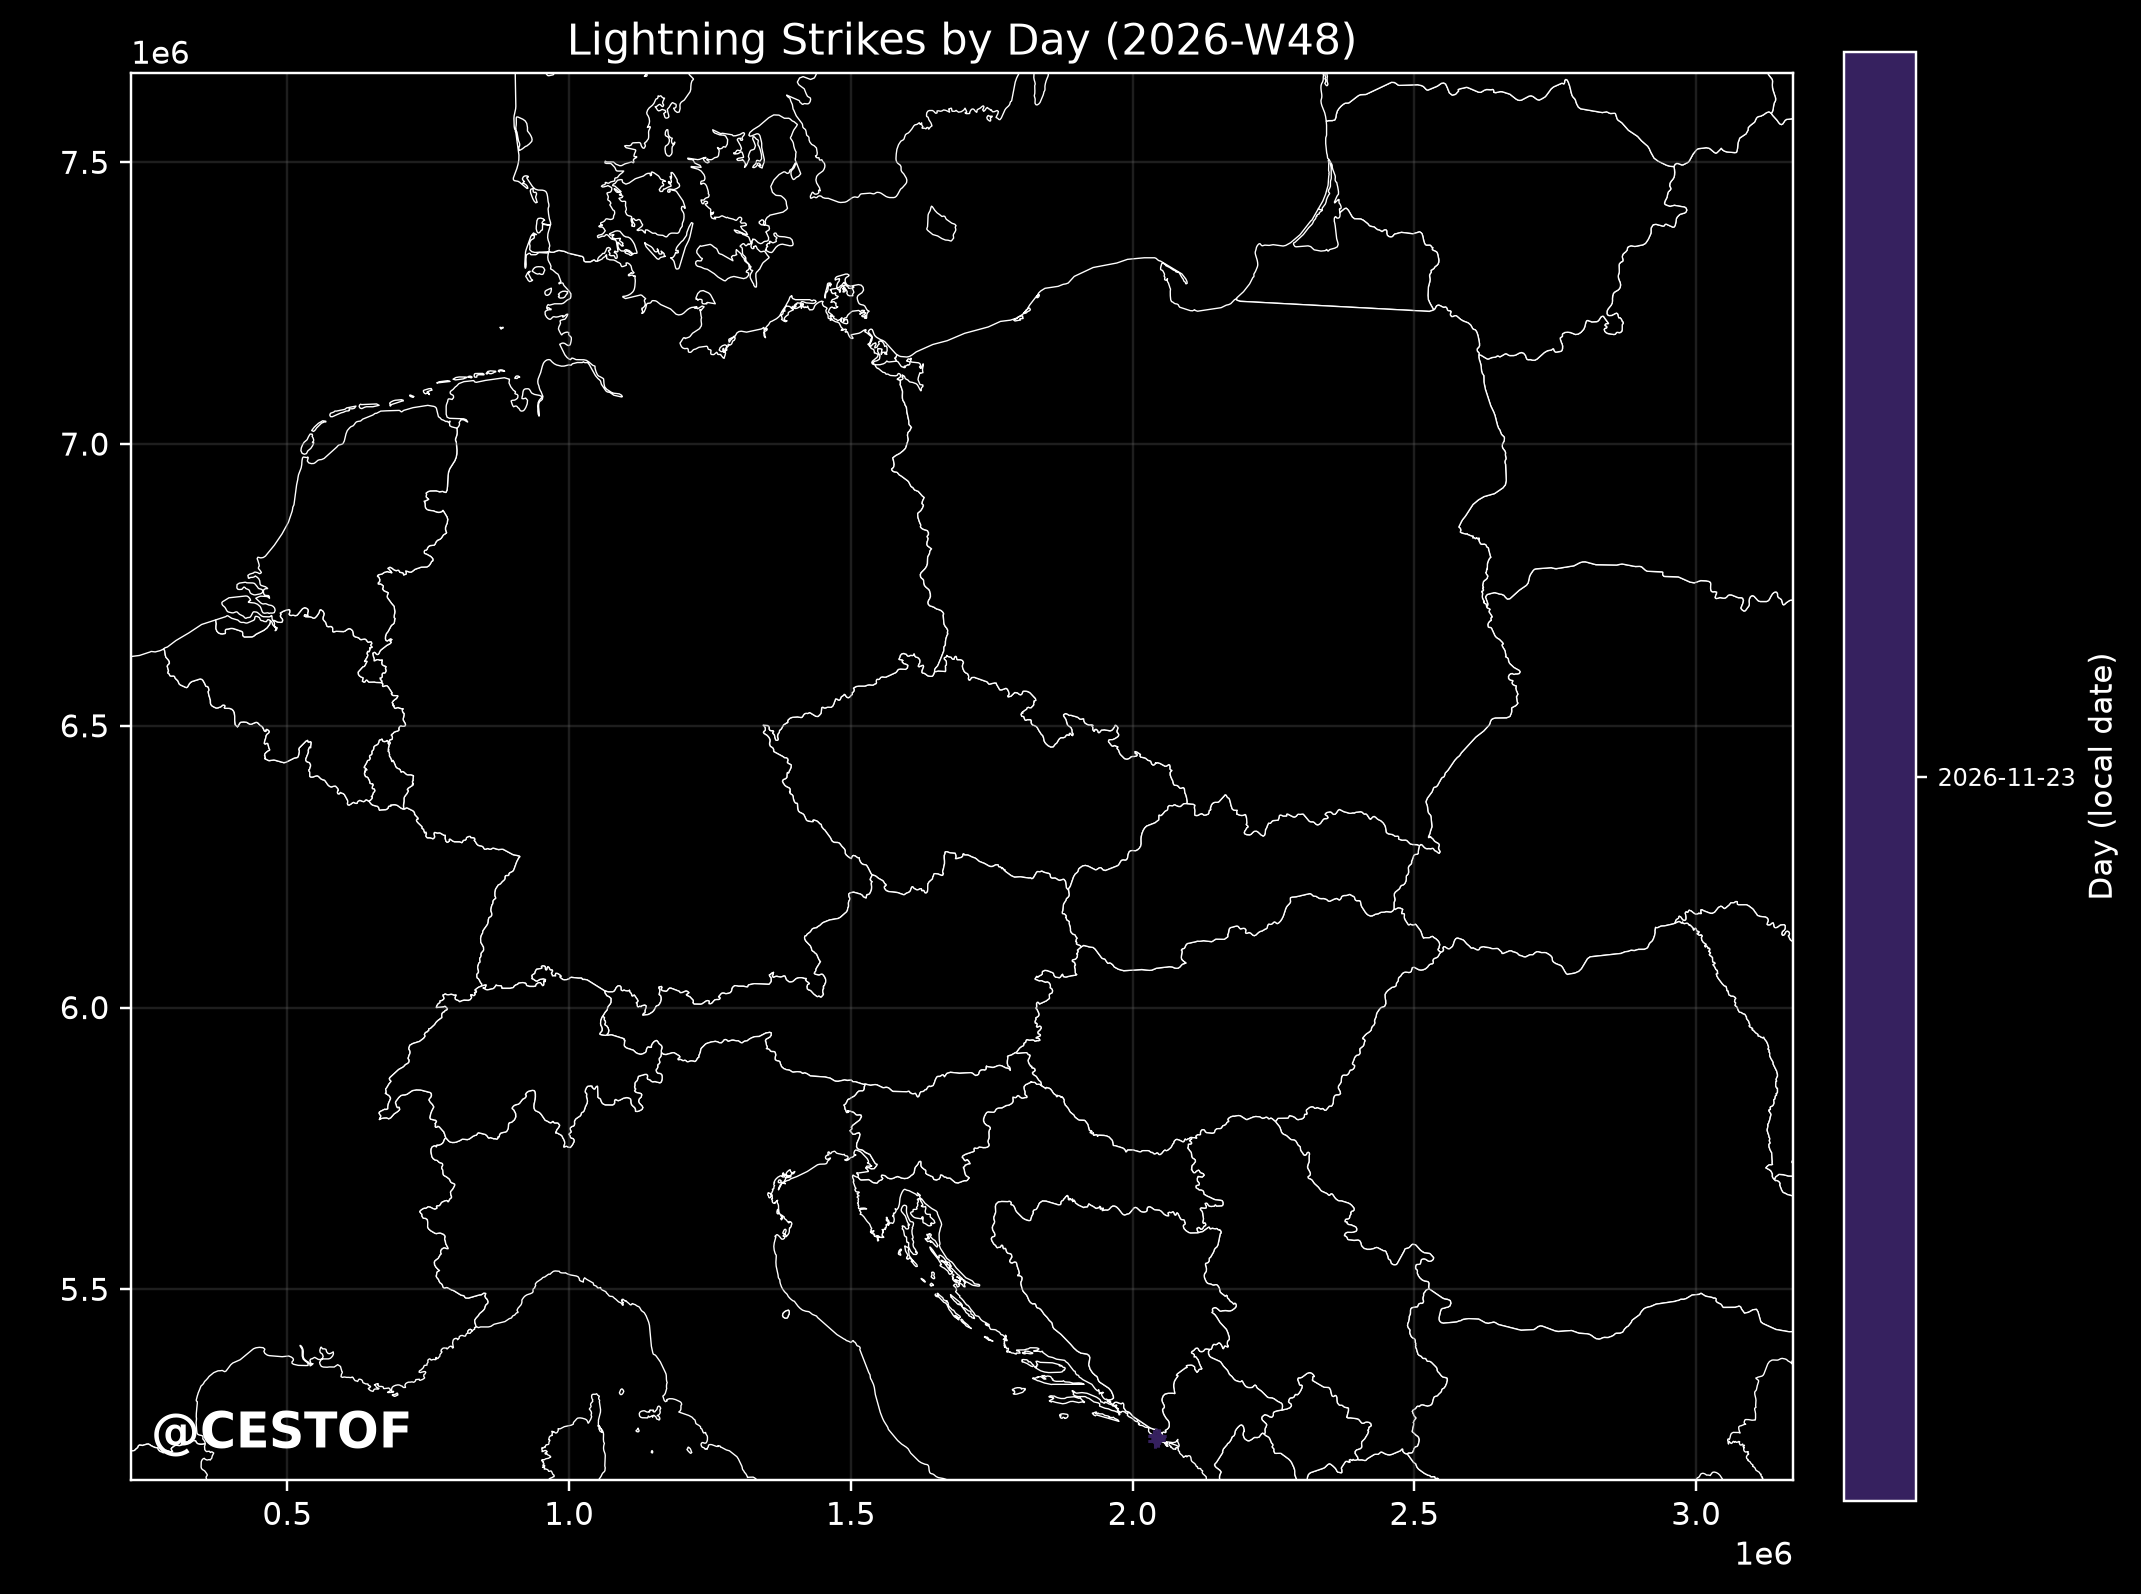 Lightning Strikes by Day (2026-W48)
1e6
7.5
7.0
6.5
6.0
5.5
0.5 1.0 1.5 2.0 2.5 3.0
1e6
2026-11-23
Day (local date)
@CESTOF